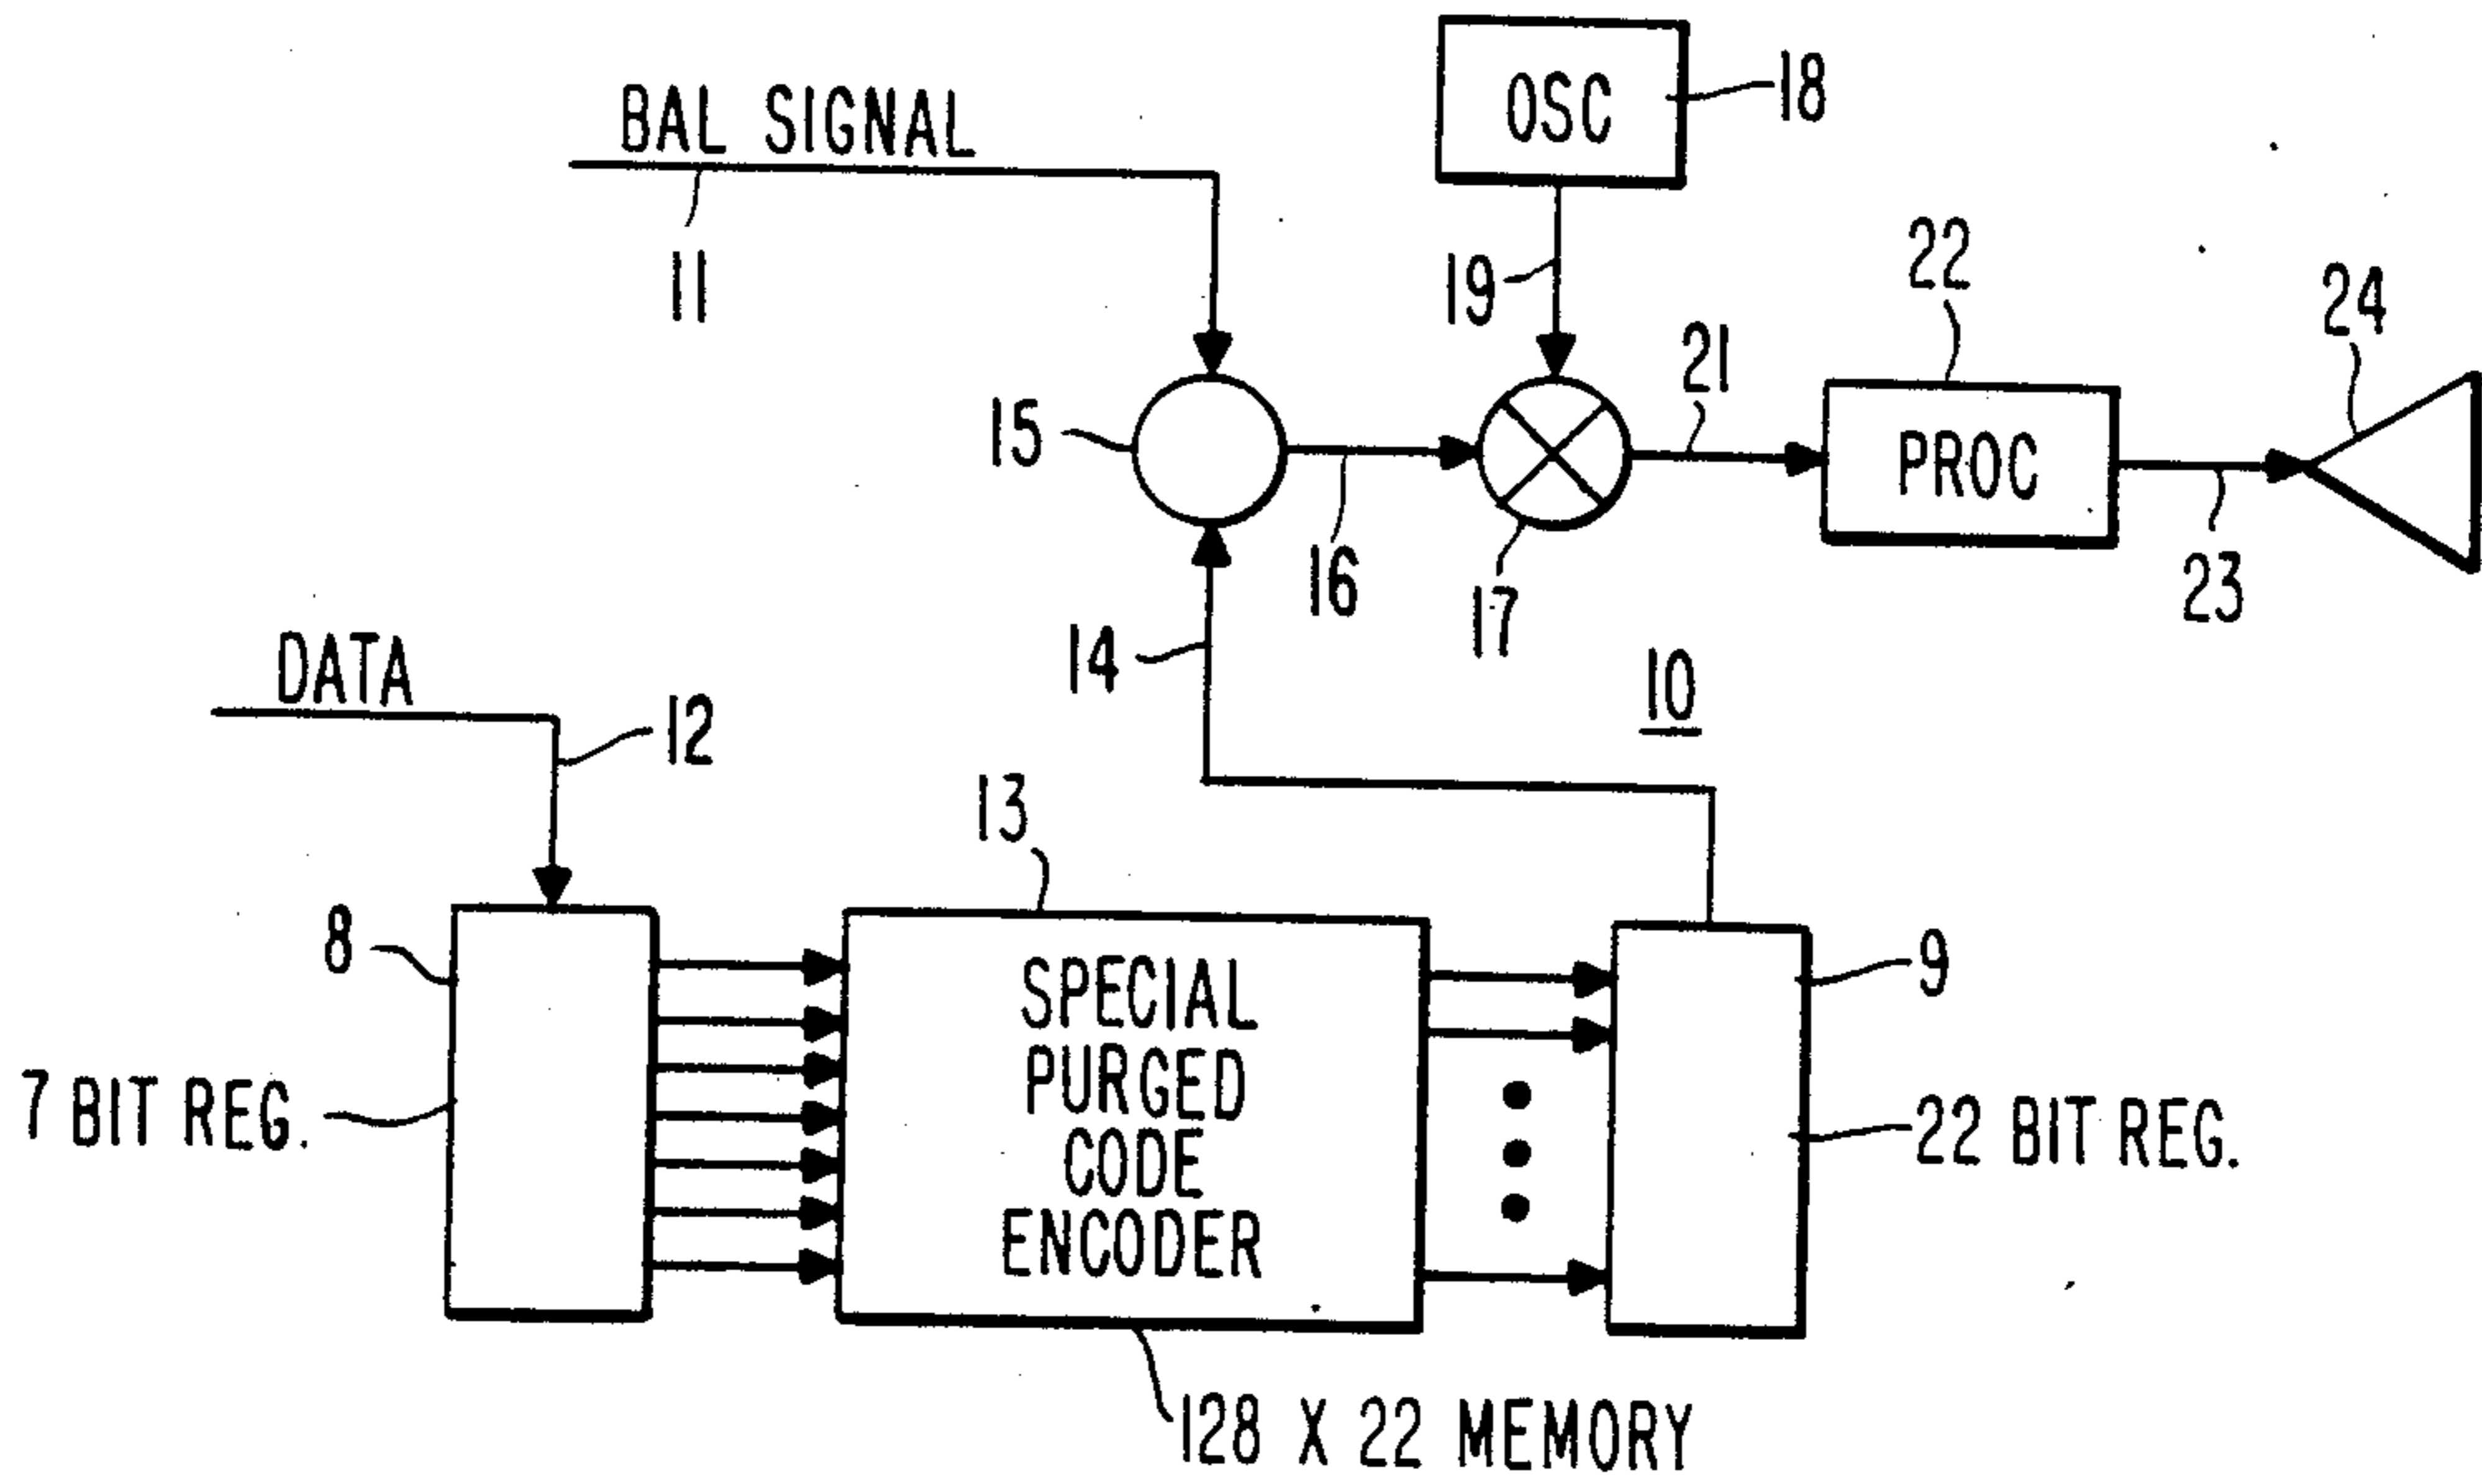 OSC
18
BAL SIGNAL
11
19
22
24
21
15
PROC
16
17
23
14
DATA
12
10
13
8
9
SPECIAL
PURGED
CODE
ENCODER
7 BIT REG.
22 BIT REG.
128 X 22 MEMORY